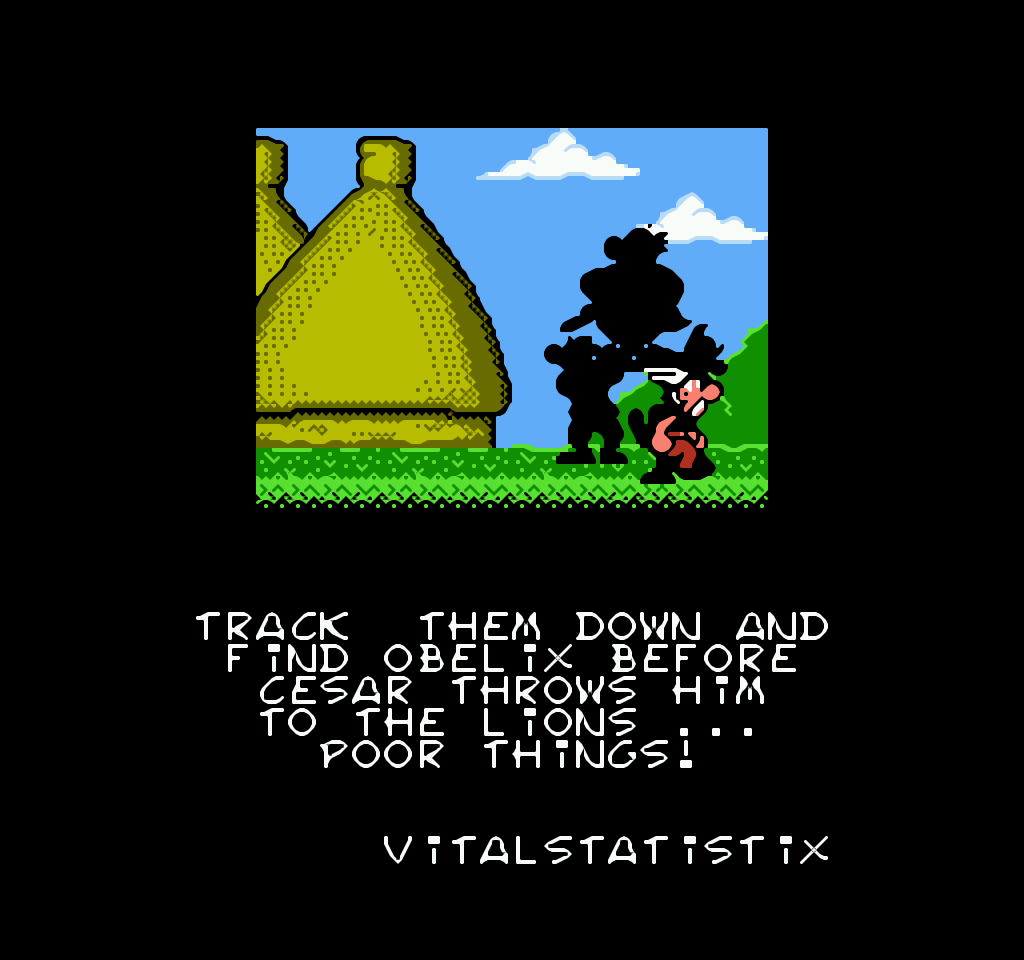 TRACK THEM DOWN AND
FiND OBELiX BEFORE
CESAR THROWS HiM
TO THE LiONS ...
POOR THiNGS!
ViTALSTATiSTiX